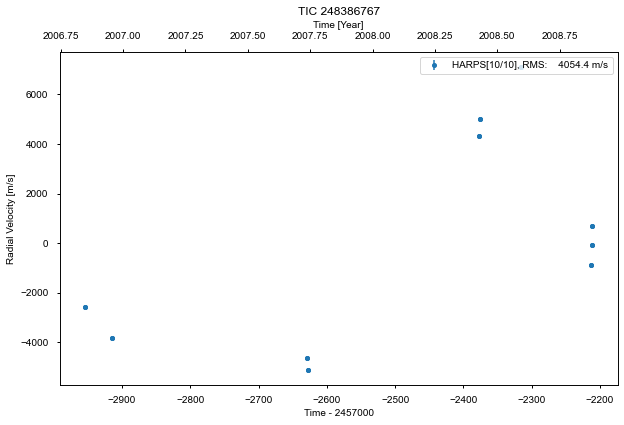 TIC 248386767
Time [Year]
2006.75 2007.00 2007.25 2007.50 2007.75 2008.00 2008.25 2008.50 2008.75
HARPS[10/10], RMS: 4054.4 m/s
Radial Velocity [m/s]
6000
4000
2000
0
−2000
−4000
−2900 −2800 −2700 −2600 −2500 −2400 −2300 −2200
Time - 2457000